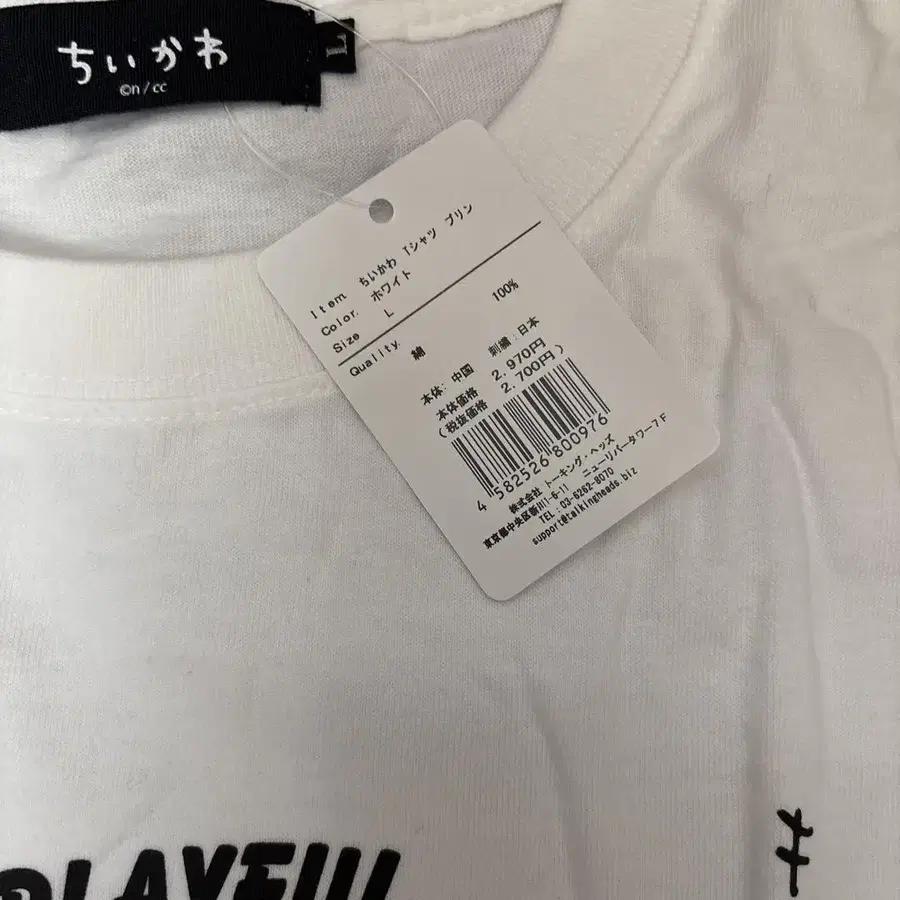 ちいかわ
©n/cc
L
Item ちいかわ Tシャツ プリン
Color. ホワイト
Size L
Quality.
綿 100%
本体: 中国 刺繍:日本
本体価格 2,970円
(税抜価格 2,700円)
4 582526 800976
株式会社 トーキング・ヘッズ
東京都中央区新川1-6-11 ニューリバータワー7F
TEL:03-6262-8070
support@talkingheads.biz